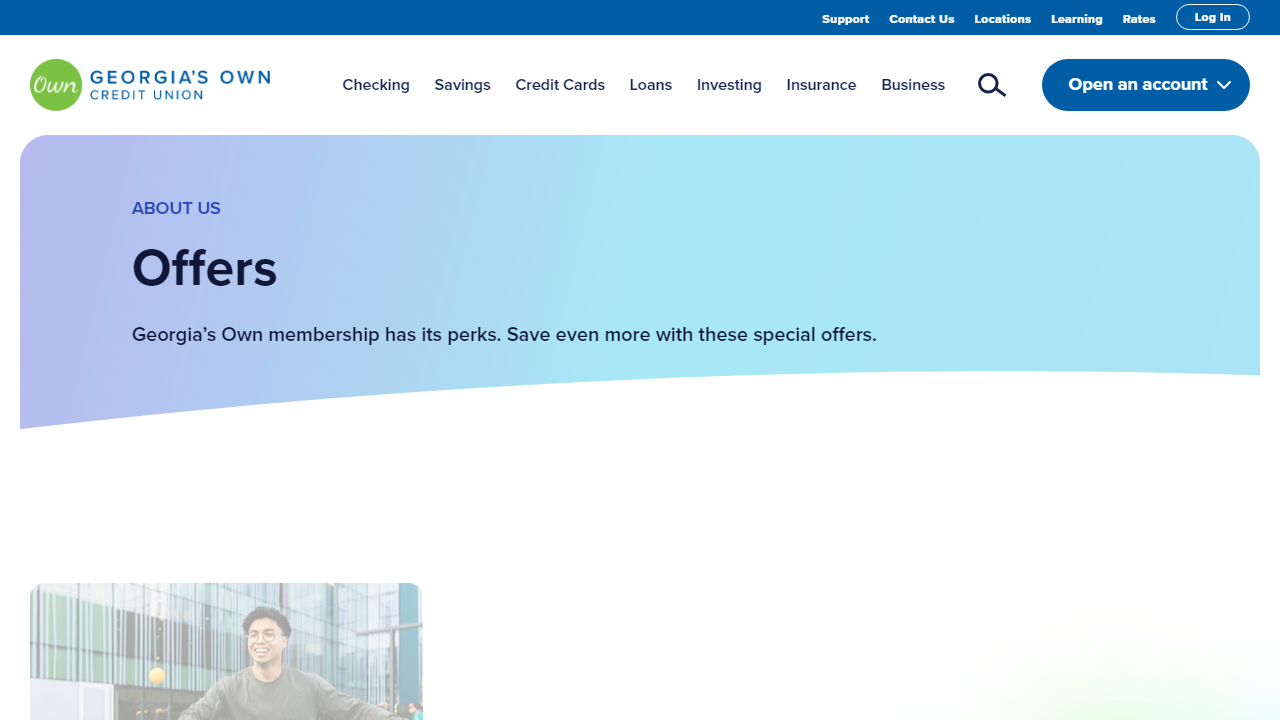 Support Contact Us Locations Learning Rates Log In
Own GEORGIA'S OWN
CREDIT UNION
Checking Savings Credit Cards Loans Investing Insurance Business Open an account
ABOUT US
Offers
Georgia’s Own membership has its perks. Save even more with these special offers.